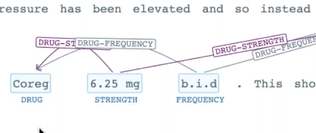 ressure has been elevated and so instead
DRUG-ST DRUG-FREQUENCY DRUG-STRENGTH
DRUG-FREQUE
Coreg 6.25 mg b.i.d . This sho
DRUG STRENGTH FREQUENCY